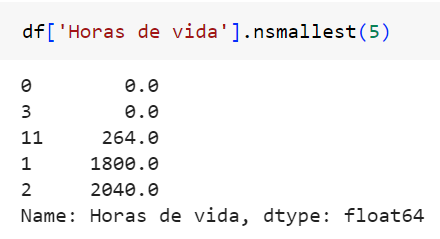 df['Horas de vida'].nsmallest(5)
0 0.0
3 0.0
11 264.0
1 1800.0
2 2040.0
Name: Horas de vida, dtype: float64